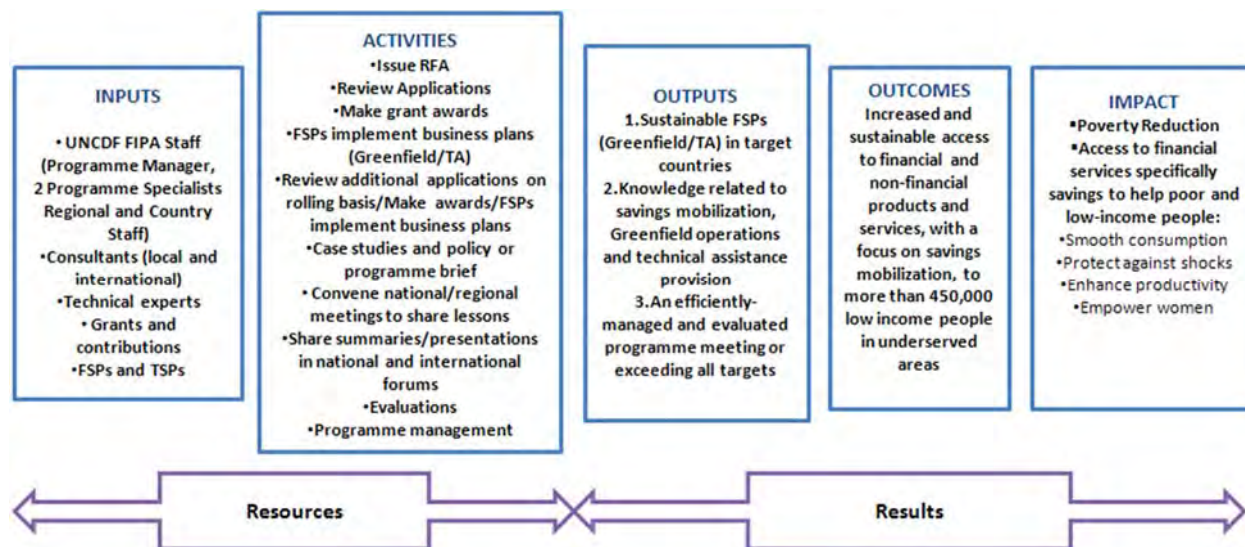 INPUTS
• UNCDF FIPA Staff
(Programme Manager,
2 Programme Specialists
Regional and Country
Staff)
•Consultants (local and
international)
•Technical experts
•Grants and
contributions
•FSPs and TSPs
ACTIVITIES
•Issue RFA
•Review Applications
•Make grant awards
•FSPs implement business plans
(Greenfield/TA)
•Review additional applications on
rolling basis/Make awards/FSPs
implement business plans
•Case studies and policy or
programme brief
•Convene national/regional
meetings to share lessons
•Share summaries/presentations
in national and international
forums
•Evaluations
•Programme management
OUTPUTS
1.Sustainable FSPs
(Greenfield/TA) in target
countries
2.Knowledge related to
savings mobilization,
Greenfield operations
and technical assistance
provision
3.An efficiently-
managed and evaluated
programme meeting or
exceeding all targets
OUTCOMES
Increased and
sustainable access
to financial and
non-financial
products and
services, with a
focus on savings
mobilization, to
more than 450,000
low income people
in underserved
areas
IMPACT
▪Poverty Reduction
▪Access to financial
services specifically
savings to help poor and
low-income people:
•Smooth consumption
•Protect against shocks
•Enhance productivity
•Empower women
Resources
Results